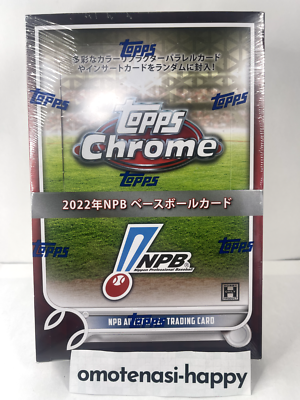 TOPPS
多彩なカラーリフラクターパラレルカード
やインサートカードをランダムに封入!
TOPPS TOPPS
TOPPS
Chrome
TOPPS
2022年NPB ベースボールカード
TOPPS TOPPS
NPB
Nippon Professional Baseball
H
NPB TRADING CARD
TOPPS
omotenasi-happy